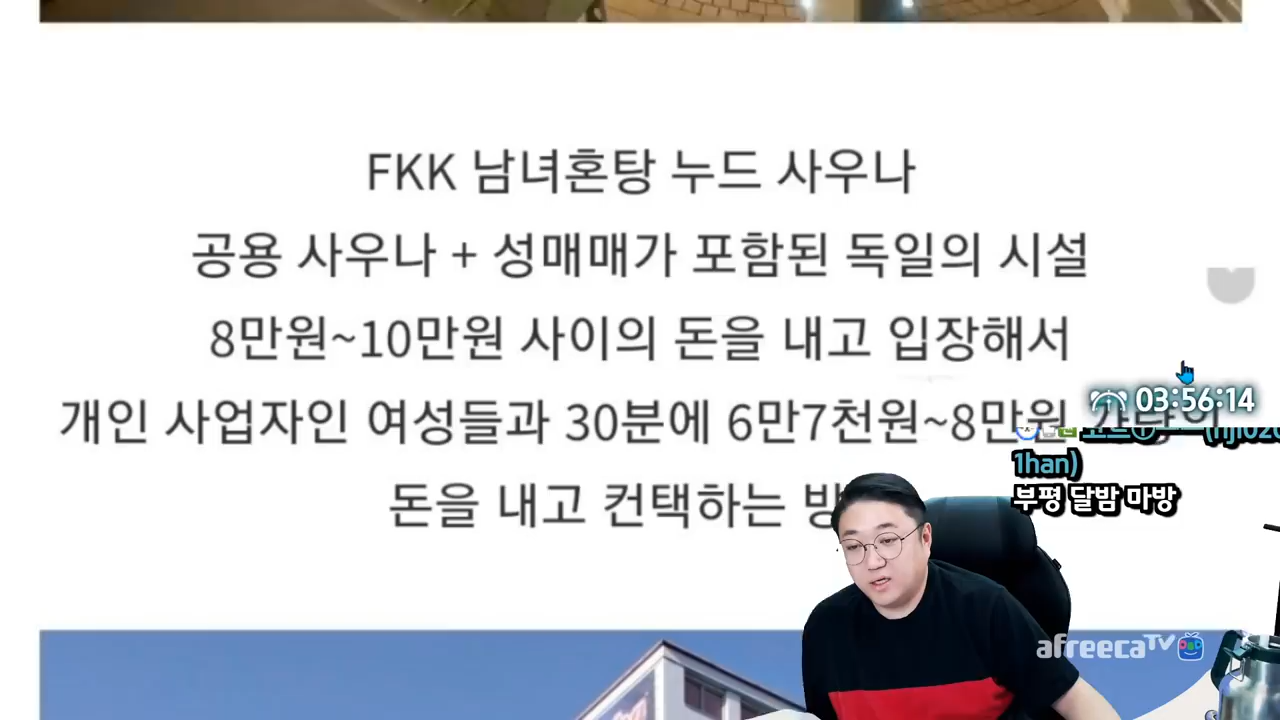 FKK 남녀혼탕 누드 사우나
공용 사우나 + 성매매가 포함된 독일의 시설
8만원~10만원 사이의 돈을 내고 입장해서
개인 사업자인 여성들과 30분에 6만7천원~8만원
03:56:14
1han)
부평 달밤 마방
돈을 내고 컨택하는
afreecaTV